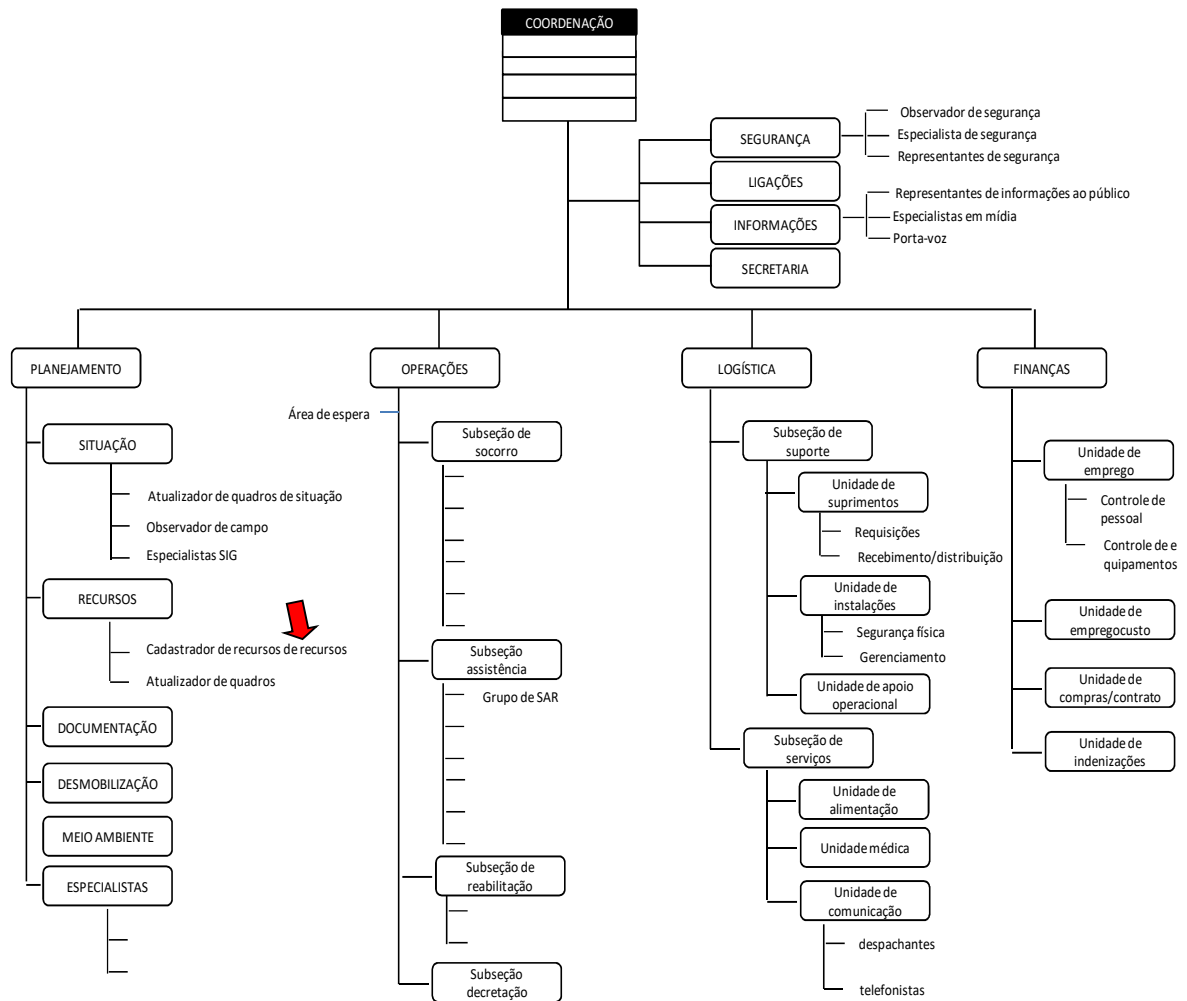 COORDENAÇÃO
SEGURANÇA
Observador de segurança
Especialista de segurança
Representantes de segurança
LIGAÇÕES
INFORMAÇÕES
Representantes de informações ao público
Especialistas em mídia
Porta-voz
SECRETARIA
PLANEJAMENTO
SITUAÇÃO
Atualizador de quadros de situação
Observador de campo
Especialistas SIG
RECURSOS
Cadastrador de recursos de recursos
Atualizador de quadros
DOCUMENTAÇÃO
DESMOBILIZAÇÃO
MEIO AMBIENTE
ESPECIALISTAS
OPERAÇÕES
Área de espera
Subseção de
socorro
Subseção
assistência
Grupo de SAR
Subseção de
reabilitação
Subseção
decretação
LOGÍSTICA
Subseção de
suporte
Unidade de
suprimentos
Requisições
Recebimento/distribuição
Unidade de
instalações
Segurança física
Gerenciamento
Unidade de apoio
operacional
Subseção de
serviços
Unidade de
alimentação
Unidade médica
Unidade de
comunicação
despachantes
telefonistas
FINANÇAS
Unidade de
emprego
Controle de
pessoal
Controle de e
quipamentos
Unidade de
empregocusto
Unidade de
compras/contrato
Unidade de
indenizações